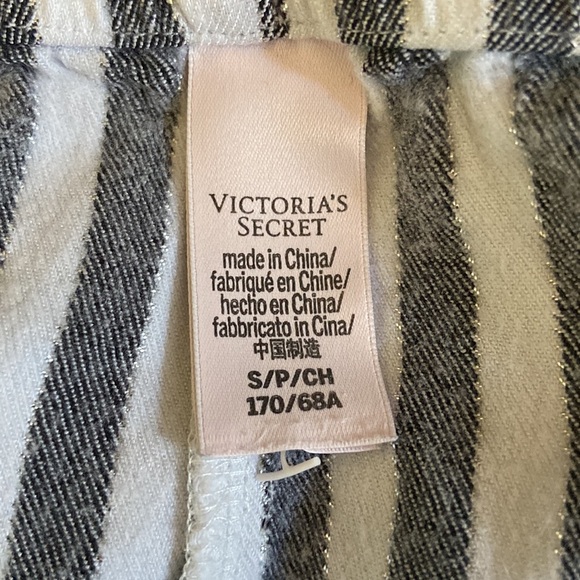 VICTORIA'S
SECRET
made in China/
fabriqué en Chine/
hecho en China/
fabbricato in Cina/
中国制造
S/P/CH
170/68A